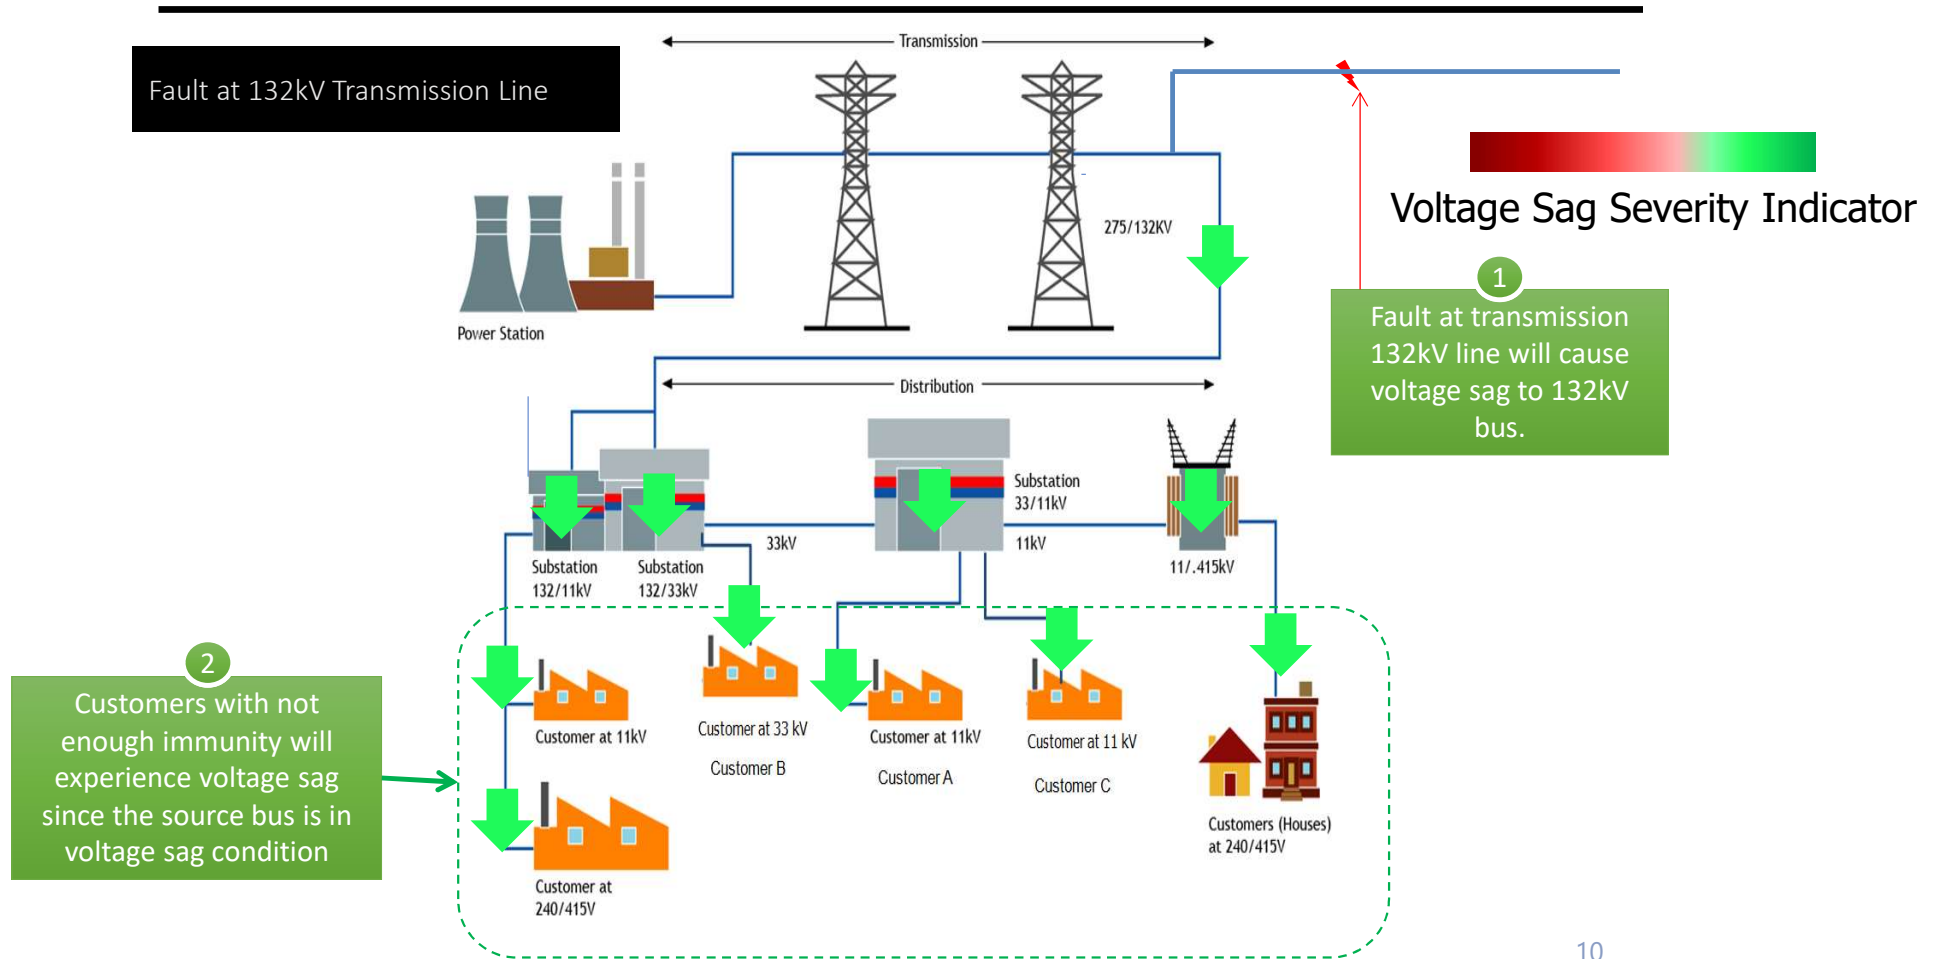 Transmission
Fault at 132kV Transmission Line
Voltage Sag Severity Indicator
275/132KV
1
Fault at transmission
132kV line will cause
voltage sag to 132kV
bus.
Power Station
Distribution
Substation
33/11kV
33kV
11kV
Substation
132/11kV
Substation
132/33kV
11/.415kV
2
Customers with not
enough immunity will
experience voltage sag
since the source bus is in
voltage sag condition
Customer at 11kV
Customer at 33 kV
Customer B
Customer at 11kV
Customer A
Customer at 11 kV
Customer C
Customers (Houses)
at 240/415V
Customer at
240/415V
10